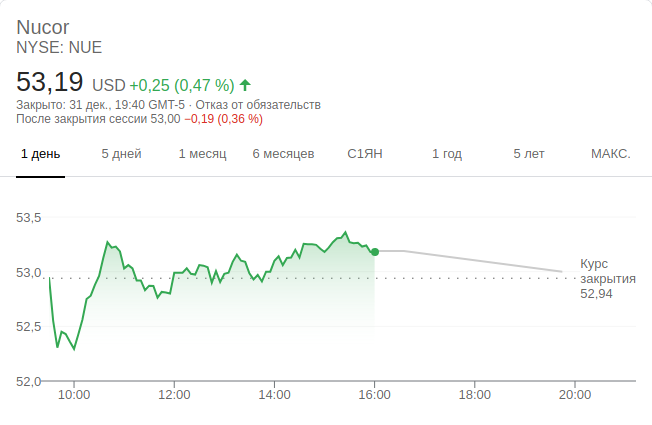 Nucor
NYSE: NUE
53,19 USD +0,25 (0,47 %)
Закрыто: 31 дек., 19:40 GMT-5 · Отказ от обязательств
После закрытия сессии 53,00 −0,19 (0,36 %)
1 день 5 дней 1 месяц 6 месяцев С1ЯН 1 год 5 лет МАКС.
53,5
53,0
52,5
52,0
Курс
закрытия
52,94
10:00 12:00 14:00 16:00 18:00 20:00